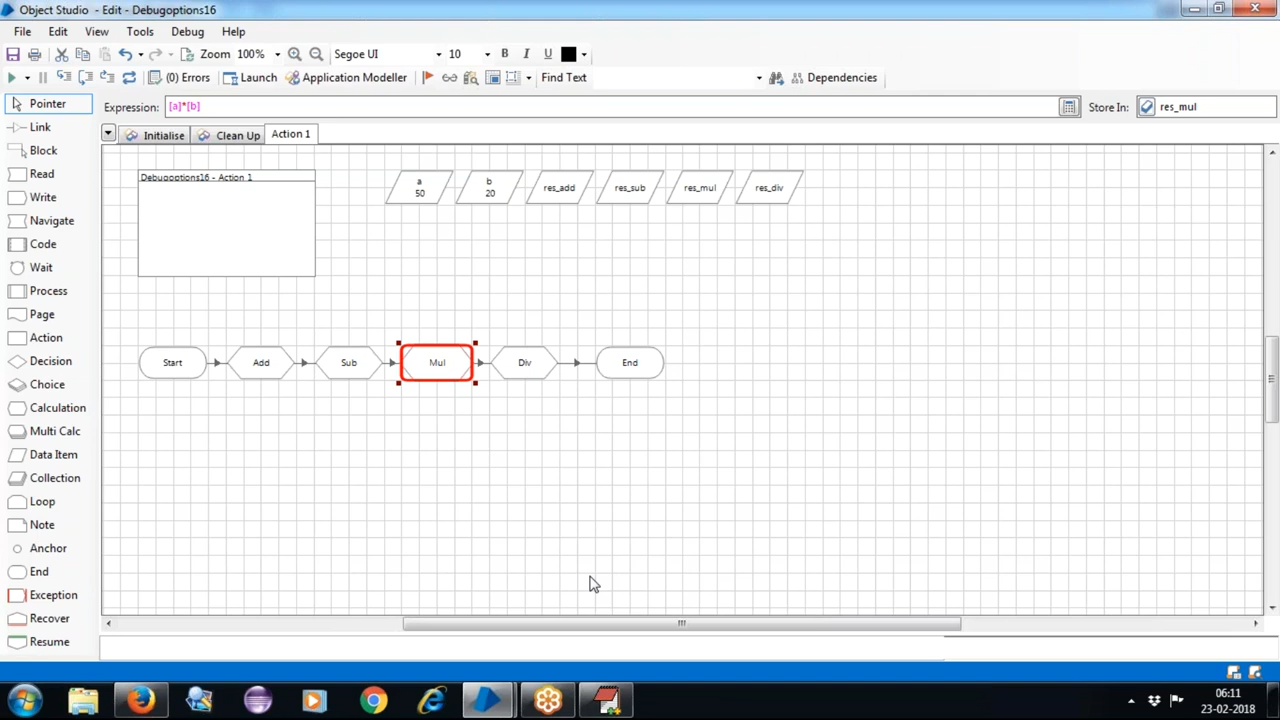 Object Studio - Edit - Debugoptions16
File Edit View Tools Debug Help
Zoom 100% Segoe UI 10 B I U
(0) Errors Launch Application Modeller Find Text Dependencies
Pointer
Expression: [a]*[b] Store In: res_mul
Link
Initialise Clean Up Action 1
Block
Read
Debugoptions16 - Action 1
a
50
b
20
res_add
res_sub
res_mul
res_div
Write
Navigate
Code
Wait
Process
Page
Action
Decision
Start Add Sub Mul Div End
Choice
Calculation
Multi Calc
Data Item
Collection
Loop
Note
Anchor
End
Exception
Recover
Resume
06:11
23-02-2018